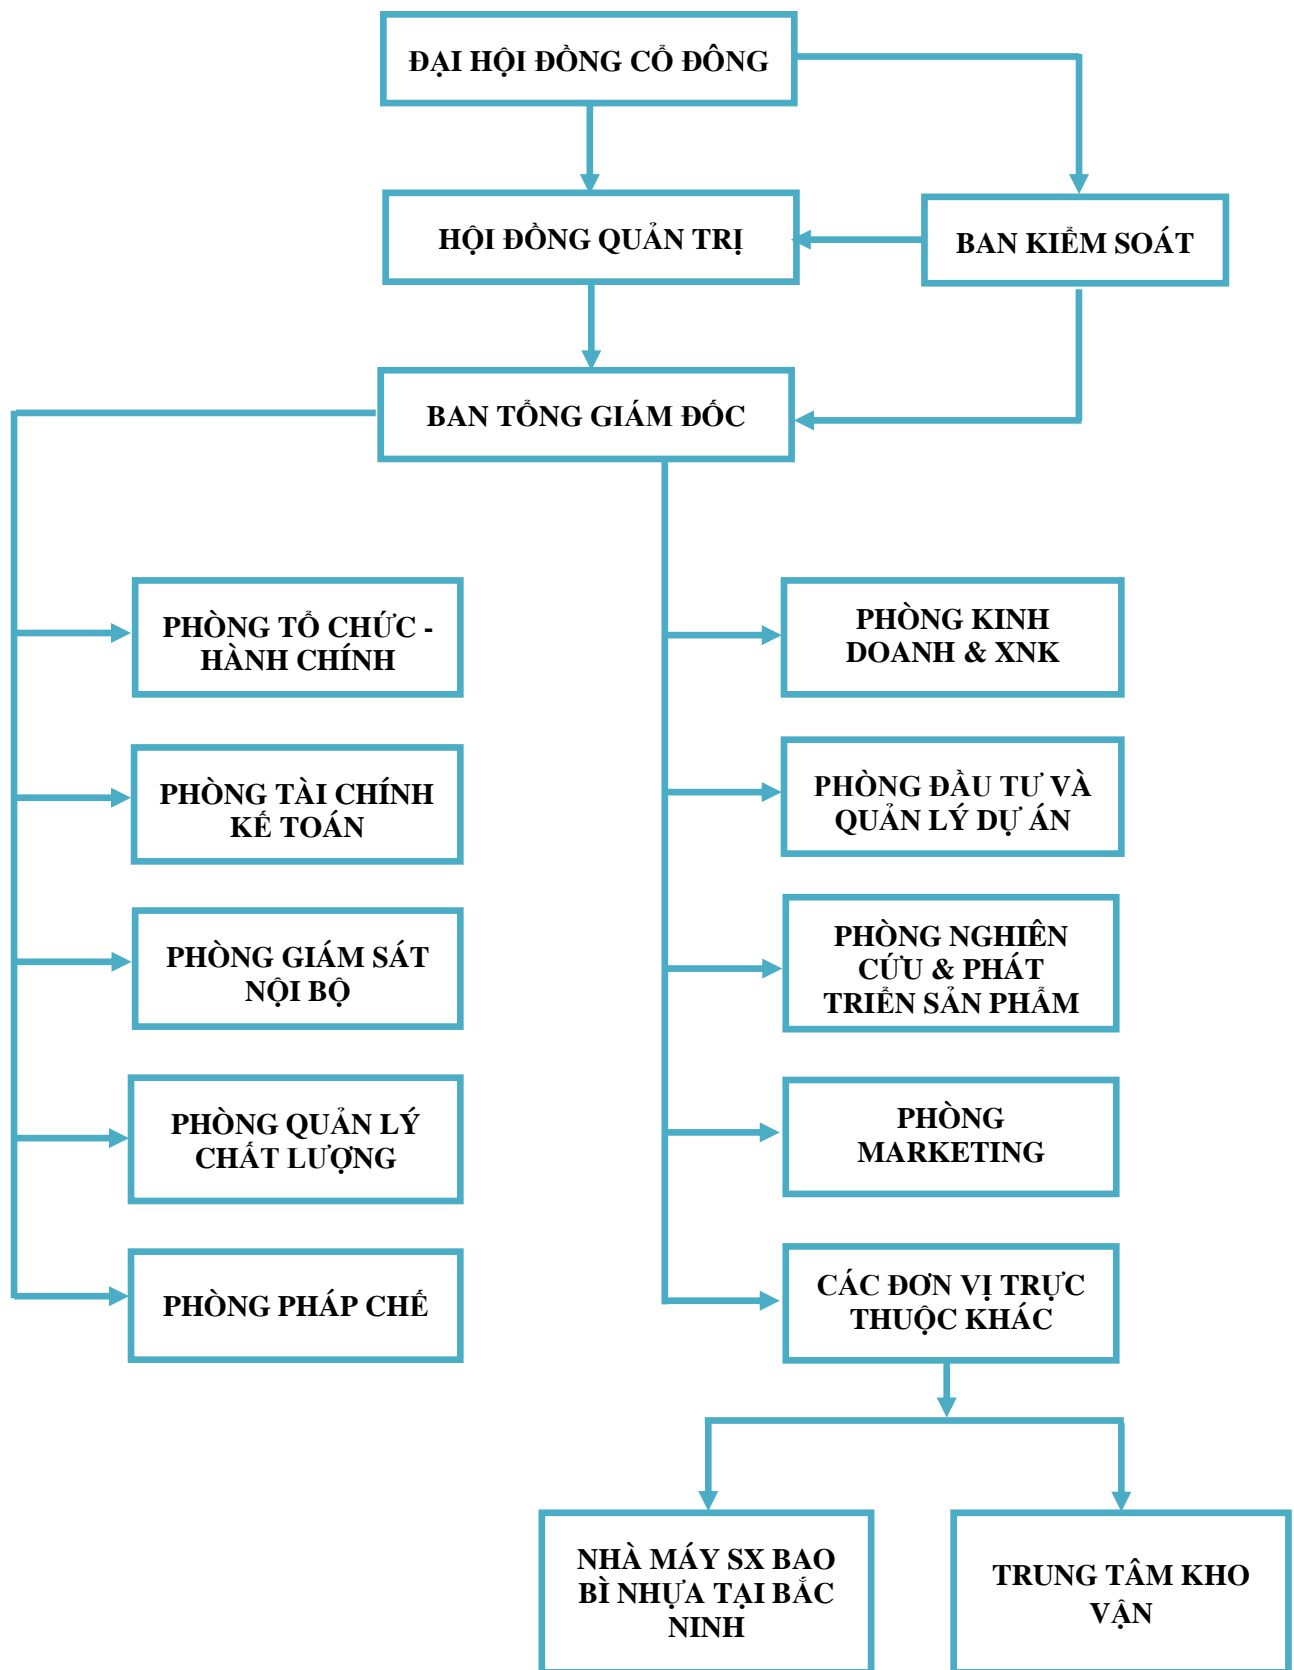 ĐẠI HỘI ĐỒNG CỔ ĐÔNG
HỘI ĐỒNG QUẢN TRỊ
BAN KIỂM SOÁT
BAN TỔNG GIÁM ĐỐC
PHÒNG TỔ CHỨC -
HÀNH CHÍNH
PHÒNG TÀI CHÍNH
KẾ TOÁN
PHÒNG GIÁM SÁT
NỘI BỘ
PHÒNG QUẢN LÝ
CHẤT LƯỢNG
PHÒNG PHÁP CHẾ
PHÒNG KINH
DOANH & XNK
PHÒNG ĐẦU TƯ VÀ
QUẢN LÝ DỰ ÁN
PHÒNG NGHIÊN
CỨU & PHÁT
TRIỂN SẢN PHẨM
PHÒNG
MARKETING
CÁC ĐƠN VỊ TRỰC
THUỘC KHÁC
NHÀ MÁY SX BAO
BÌ NHỰA TẠI BẮC
NINH
TRUNG TÂM KHO
VẬN